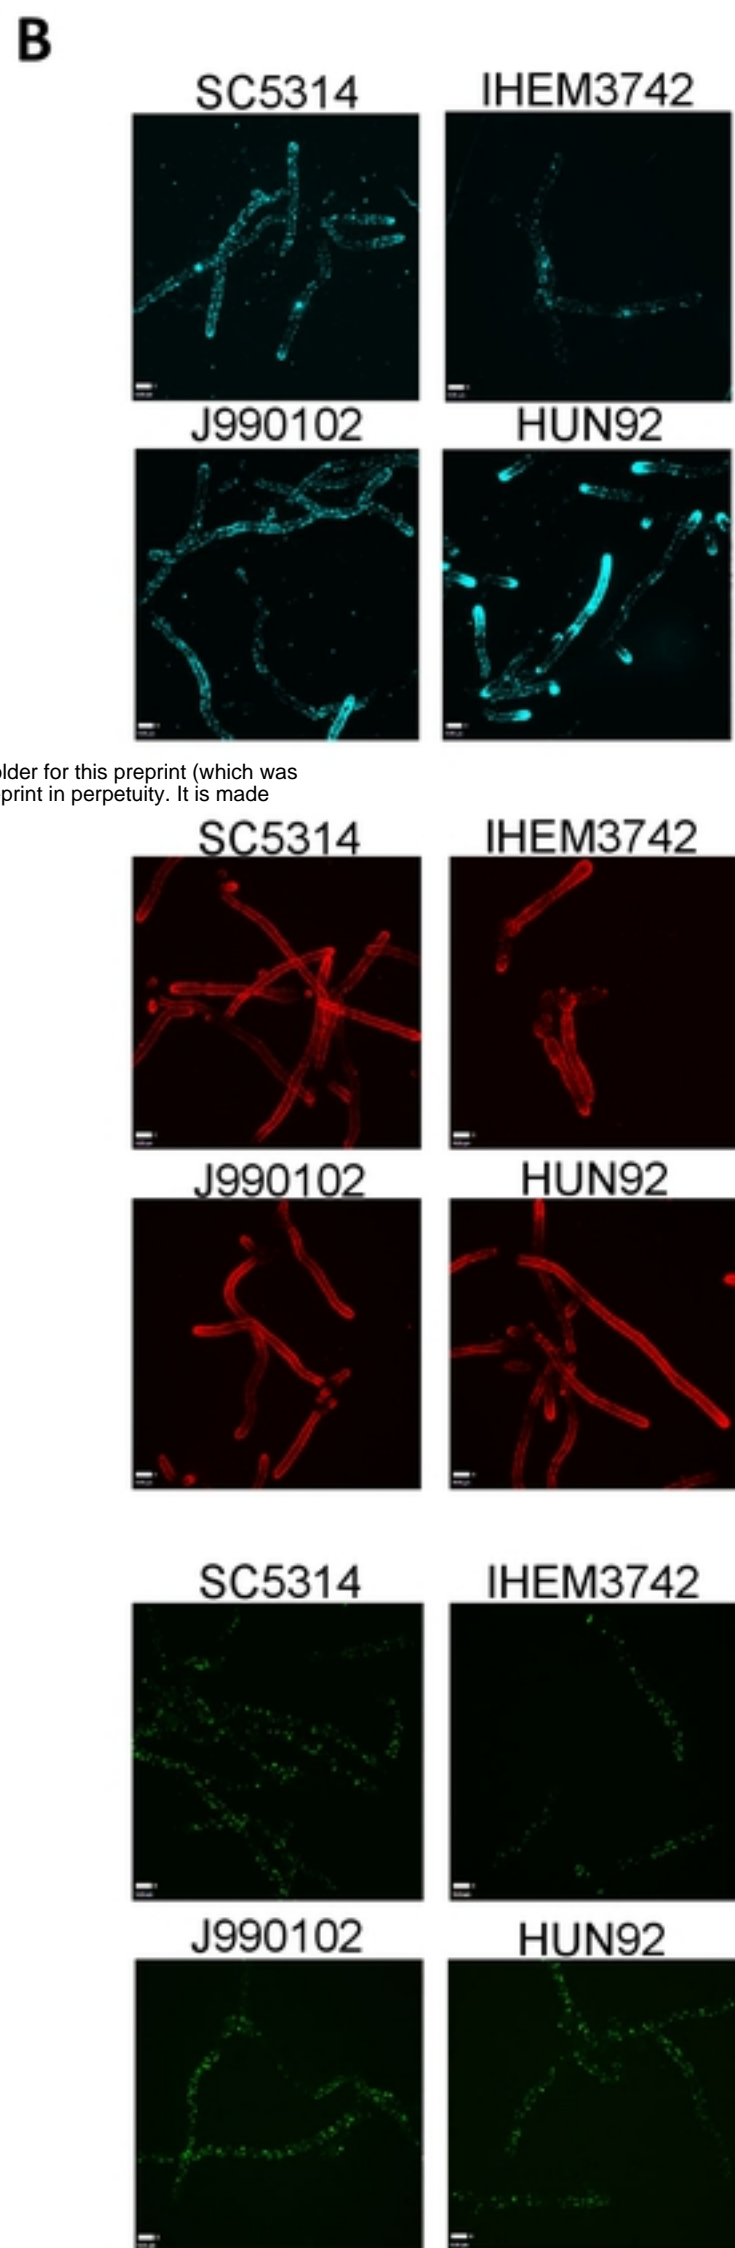 B
SC5314 IHEM3742
J990102 HUN92
older for this preprint (which was
print in perpetuity. It is made
SC5314 IHEM3742
J990102 HUN92
SC5314 IHEM3742
J990102 HUN92